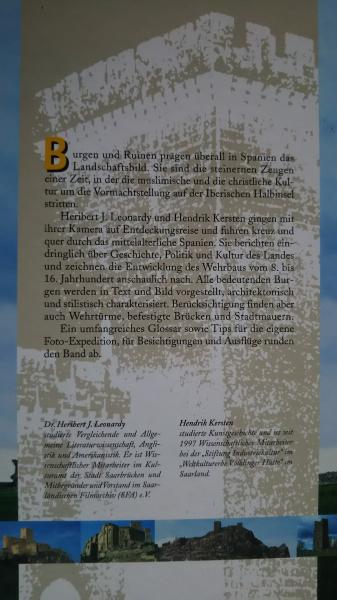 Burgen und Ruinen prägen überall in Spanien das
Landschaftsbild. Sie sind die steinernen Zeugen
einer Zeit, in der die muslimische und die christliche Kul-
tur um die Vormachtstellung auf der Iberischen Halbinsel
stritten.
Heribert J. Leonardy und Hendrik Kersten gingen mit
ihrer Kamera auf Entdeckungsreise und fuhren kreuz und
quer durch das mittelalterliche Spanien. Sie berichten ein-
dringlich über Geschichte, Politik und Kultur des Landes
und zeichnen die Entwicklung des Wehrbaus vom 8. bis
16. Jahrhundert anschaulich nach. Alle bedeutenden Bur-
gen werden in Text und Bild vorgestellt, architektonisch
und stilistisch charakterisiert. Berücksichtigung finden aber
auch Wehrtürme, befestigte Brücken und Stadtmauern.
Ein umfangreiches Glossar sowie Tips für die eigene
Foto-Expedition, für Besichtigungen und Ausflüge runden
den Band ab.
Dr. Heribert J. Leonardy
studierte Vergleichende und Allge-
meine Literaturwissenschaft, Angli-
stik und Amerikanistik. Er ist Wis-
senschaftlicher Mitarbeiter im Kul-
turamt der Stadt Saarbrücken und
Mitbegründer und Vorstand im Saar-
ländischen Filmarchiv (SFA) e.V.
Hendrik Kersten
studierte Kunstgeschichte und ist seit
1997 Wissenschaftlicher Mitarbeiter
bei der „Stiftung Industriekultur" im
„Weltkulturerbe Völklinger Hütte" im
Saarland.